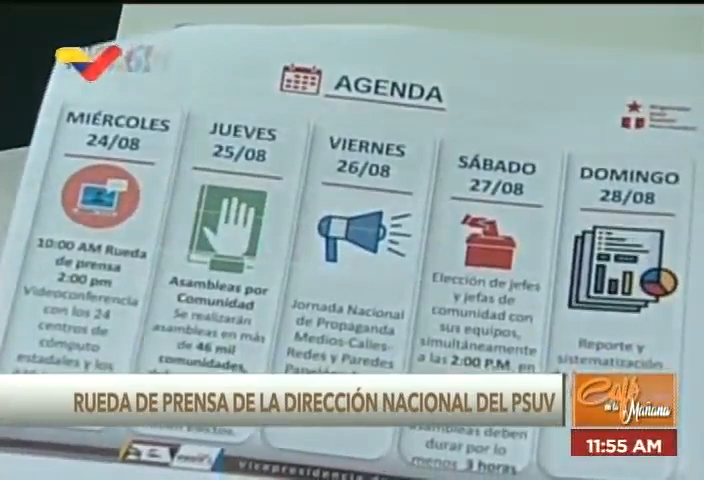 AGENDA
MIÉRCOLES
24/08
10:00 AM Rueda
de prensa
2:00 pm
Videoconferencia
con los 24
centros de
cómputo
estadales y los
JUEVES
25/08
Asambleas por
Comunidad
Se realizarán
asambleas en más
de 46 mil
comunidades,
VIERNES
26/08
Jornada Nacional
de Propaganda
Medios-Calles-
Redes y Paredes
SÁBADO
27/08
Elección de jefes
y jefas de
comunidad con
sus equipos,
simultáneamente
a las 2:00 P.M. en
asambleas deben
durar por lo
menos 3 horas
DOMINGO
28/08
Reporte y
sistematización
RUEDA DE PRENSA DE LA DIRECCIÓN NACIONAL DEL PSUV
Café
en la
Mañana
11:55 AM
Vicepresidencia de